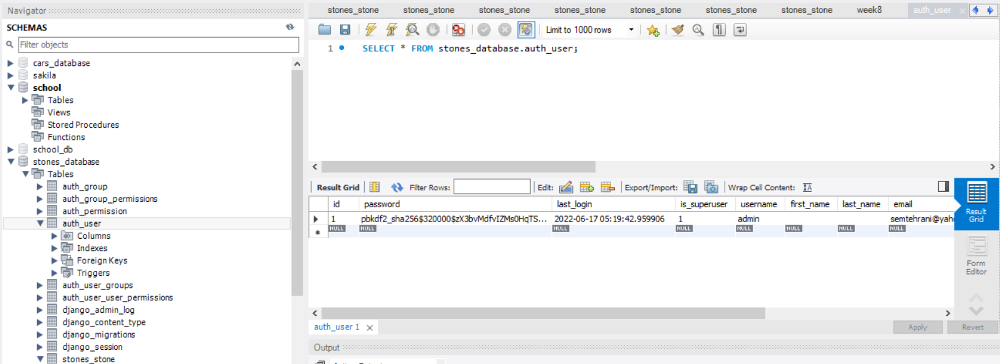 Navigator
SCHEMAS
Filter objects
cars_database
sakila
school
Tables
Views
Stored Procedures
Functions
school_db
stones_database
Tables
auth_group
auth_group_permissions
auth_permission
auth_user
Columns
Indexes
Foreign Keys
Triggers
auth_user_groups
auth_user_user_permissions
django_admin_log
django_content_type
django_migrations
django_session
stones_stone
stones_stone stones_stone stones_stone stones_stone stones_stone stones_stone stones_stone week8 auth_user
Limit to 1000 rows
1 SELECT * FROM stones_database.auth_user;
Result Grid Filter Rows: Edit: Export/Import: Wrap Cell Content:
id password last_login is_superuser username first_name last_name email
1 pbkdf2_sha256$320000$zX3bvMdfvIZMs0HqTS... 2022-06-17 05:19:42.959906 1 admin semtehrani@yaho
NULL NULL NULL NULL NULL NULL NULL NULL
Result
Grid
Form
Editor
auth_user 1
Apply Revert
Output